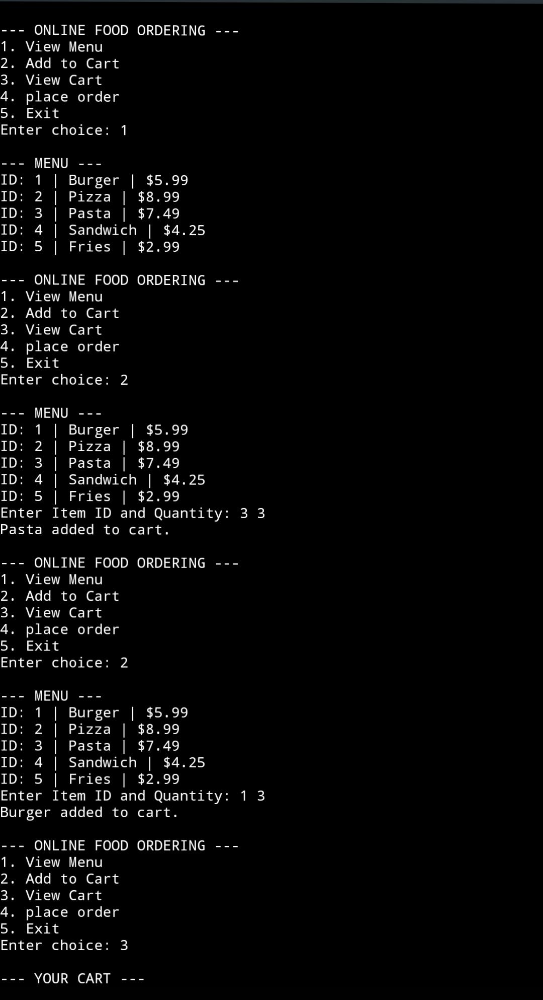 --- ONLINE FOOD ORDERING ---
1. View Menu
2. Add to Cart
3. View Cart
4. place order
5. Exit
Enter choice: 1
--- MENU ---
ID: 1 | Burger | $5.99
ID: 2 | Pizza | $8.99
ID: 3 | Pasta | $7.49
ID: 4 | Sandwich | $4.25
ID: 5 | Fries | $2.99
--- ONLINE FOOD ORDERING ---
1. View Menu
2. Add to Cart
3. View Cart
4. place order
5. Exit
Enter choice: 2
--- MENU ---
ID: 1 | Burger | $5.99
ID: 2 | Pizza | $8.99
ID: 3 | Pasta | $7.49
ID: 4 | Sandwich | $4.25
ID: 5 | Fries | $2.99
Enter Item ID and Quantity: 3 3
Pasta added to cart.
--- ONLINE FOOD ORDERING ---
1. View Menu
2. Add to Cart
3. View Cart
4. place order
5. Exit
Enter choice: 2
--- MENU ---
ID: 1 | Burger | $5.99
ID: 2 | Pizza | $8.99
ID: 3 | Pasta | $7.49
ID: 4 | Sandwich | $4.25
ID: 5 | Fries | $2.99
Enter Item ID and Quantity: 1 3
Burger added to cart.
--- ONLINE FOOD ORDERING ---
1. View Menu
2. Add to Cart
3. View Cart
4. place order
5. Exit
Enter choice: 3
--- YOUR CART ---